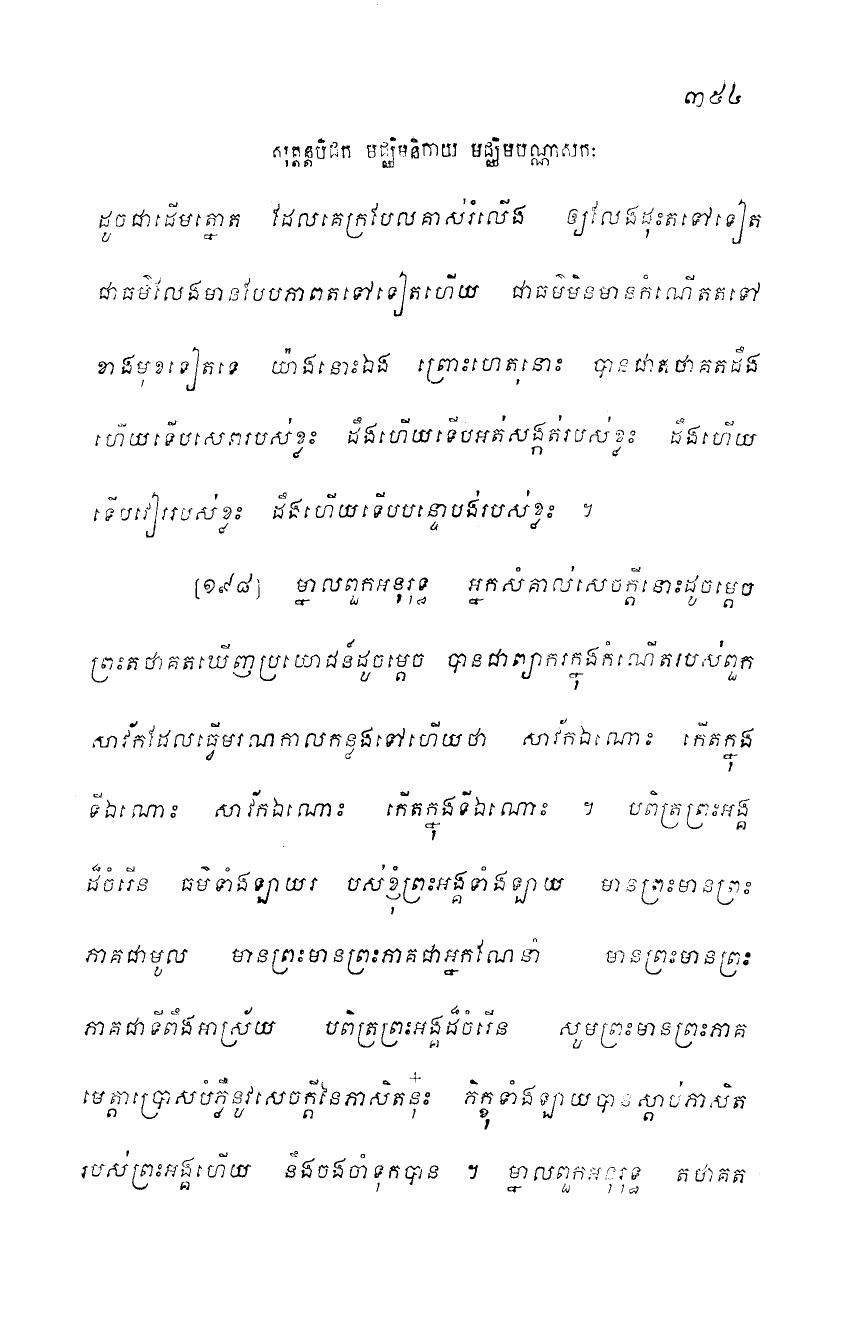 ៣៩៤
សុត្តន្តបិដក មជ្ឈិមនិកាយ មជ្ឈិមបណ្ណាសកៈ
ដូចជាដើមត្នោត ដែលគេក្របែលគាស់រំលើង ឲ្យលែងដុះតទៅទៀត
ជាធម៌លែងមានបែបភាពតទៅទៀតហើយ ជាធម៌មិនមានកំណើតតទៅ
ខាងមុខទៀតទេ យ៉ាងនោះឯង ព្រោះហេតុនោះ បានជាតថាគតដឹង
ហើយទើបសេពរបស់ខ្លះ ដឹងហើយទើបអត់សង្កត់របស់ខ្លះ ដឹងហើយ
ទើបវៀររបស់ខ្លះ ដឹងហើយទើបបន្ទោបង់របស់ខ្លះ ។
[១៩៨] ម្នាលពួកអនុរុទ្ធ អ្នកសំគាល់សេចក្តីនោះដូចម្តេច
ព្រះតថាគតឃើញប្រយោជន៍ដូចម្តេច បានជាព្យាករក្នុងកំណើតរបស់ពួក
សាវ័កដែលធ្វើមរណកាលកន្លងទៅហើយថា សាវ័កឯណោះ កើតក្នុង
ទីឯណោះ សាវ័កឯណោះ កើតក្នុងទីឯណោះ ។ បពិត្រព្រះអង្គ
ដ៏ចំរើន ធម៌ទាំងឡាយរ បស់ខ្ញុំព្រះអង្គទាំងឡាយ មានព្រះមានព្រះ
ភាគជាមូល មានព្រះមានព្រះភាគជាអ្នកណែនាំ មានព្រះមានព្រះ
ភាគជាទីពឹងអាស្រ័យ បពិត្រព្រះអង្គដ៏ចំរើន សូមព្រះមានព្រះភាគ
មេត្តាប្រោសបំភ្លឺនូវសេចក្តីនៃភាសិតនុ៎ះ ភិក្ខុទាំងឡាយបានស្តាប់ភាសិត
របស់ព្រះអង្គហើយ នឹងចងចាំទុកបាន ។ ម្នាលពួកអនុរុទ្ធ តថាគត